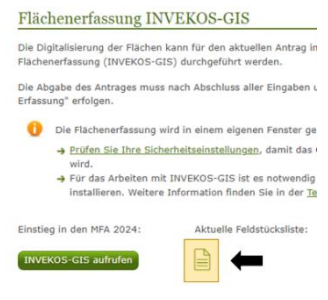 Flächenerfassung INVEKOS-GIS
Die Digitalisierung der Flächen kann für den aktuellen Antrag in
Flächenerfassung (INVEKOS-GIS) durchgeführt werden.
Die Abgabe des Antrages muss nach Abschluss aller Eingaben u
Erfassung" erfolgen.
Die Flächenerfassung wird in einem eigenen Fenster ge
Prüfen Sie Ihre Sicherheitseinstellungen, damit das
wird.
Für das Arbeiten mit INVEKOS-GIS ist es notwendig
installieren. Weitere Information finden Sie in der Te
Einstieg in den MFA 2024: Aktuelle Feldstücksliste:
INVEKOS-GIS aufrufen